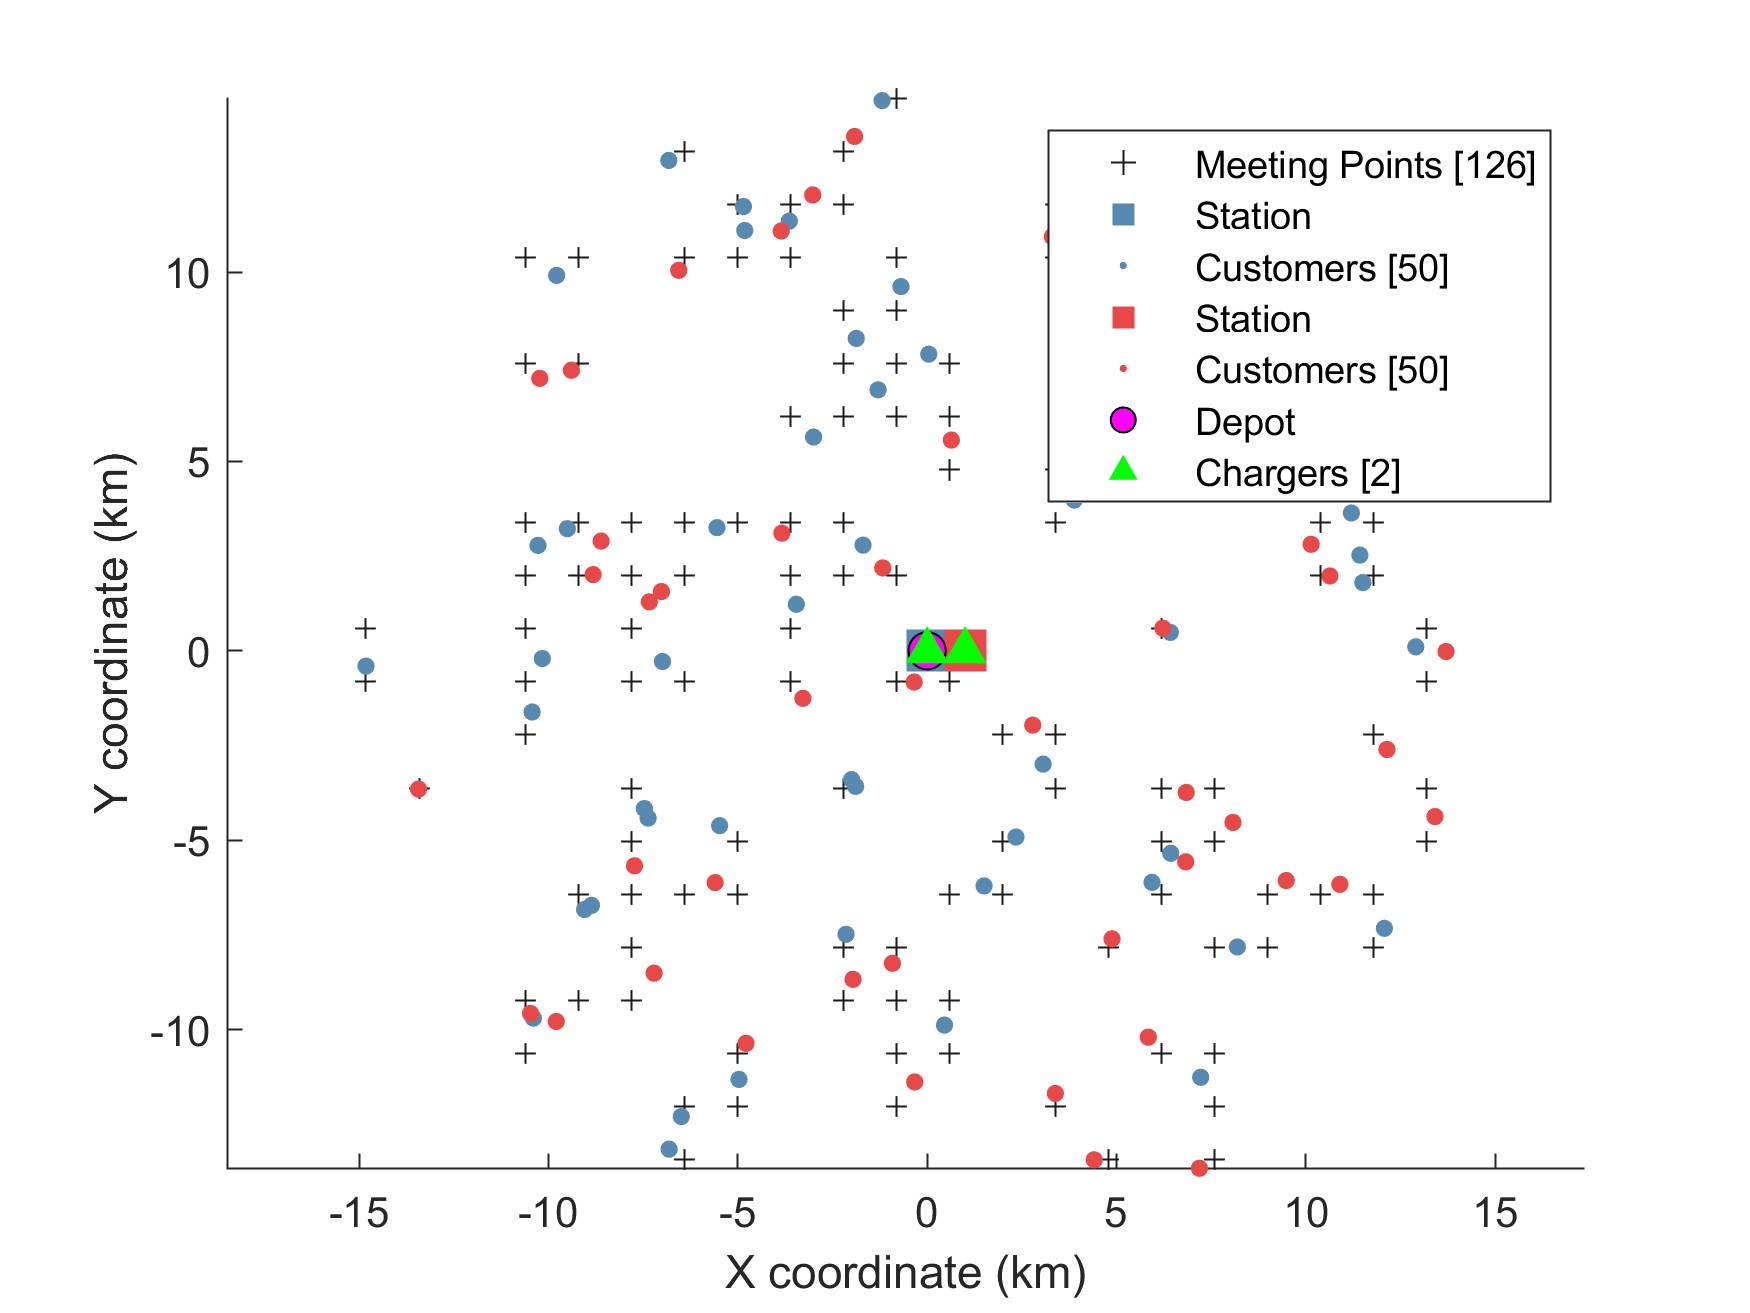 Meeting Points [126]
Station
Customers [50]
Station
Customers [50]
Depot
Chargers [2]
10
5
0
-5
-10
Y coordinate (km)
-15
-10
-5
0
5
10
15
X coordinate (km)